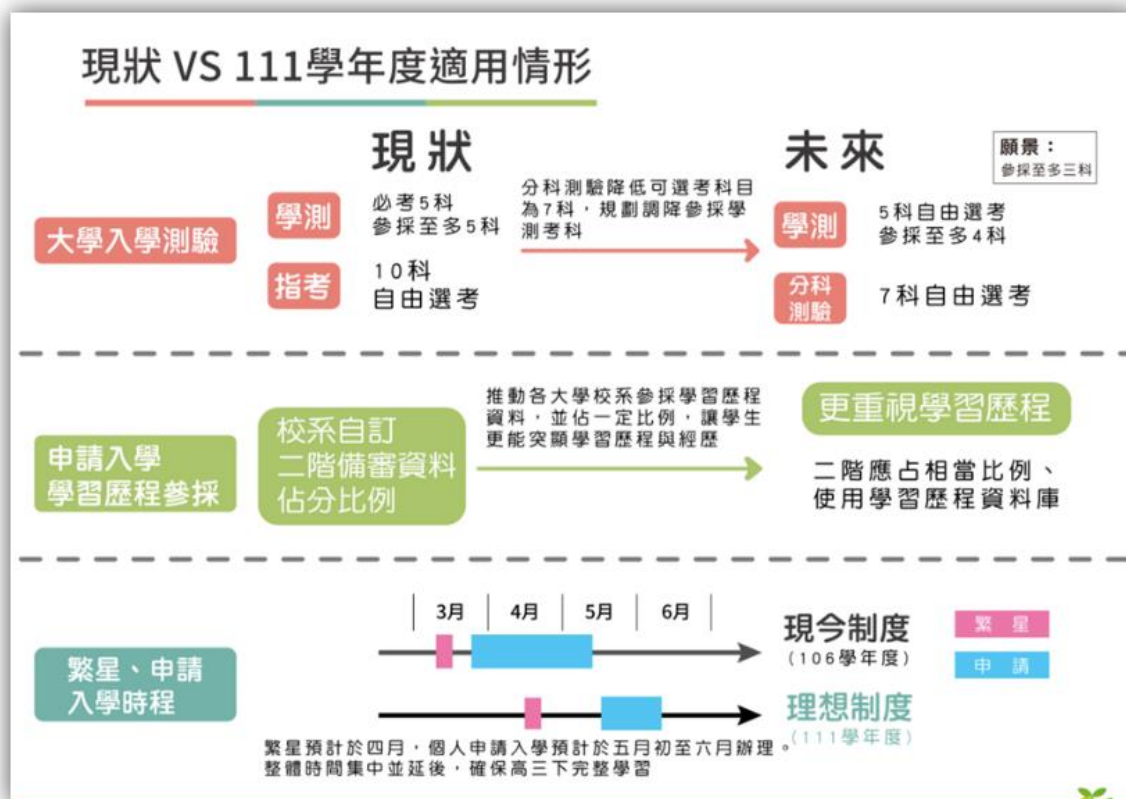 現狀 VS 111學年度適用情形
現狀
未來
願景：
參採至多三科
大學入學測驗
學測
必考5科
參採至多5科
指考
10科
自由選考
分科測驗降低可選考科目
為7科，規劃調降參採學
測考科
學測
5科自由選考
參採至多4科
分科
測驗
7科自由選考
申請入學
學習歷程參採
校系自訂
二階備審資料
佔分比例
推動各大學校系參採學習歷程
資料，並佔一定比例，讓學生
更能突顯學習歷程與經歷
更重視學習歷程
二階應占相當比例、
使用學習歷程資料庫
繁星、申請
入學時程
3月
4月
5月
6月
現今制度
(106學年度)
繁星
申請
理想制度
(111學年度)
繁星預計於四月，個人申請入學預計於五月初至六月辦理。
整體時間集中並延後，確保高三下完整學習